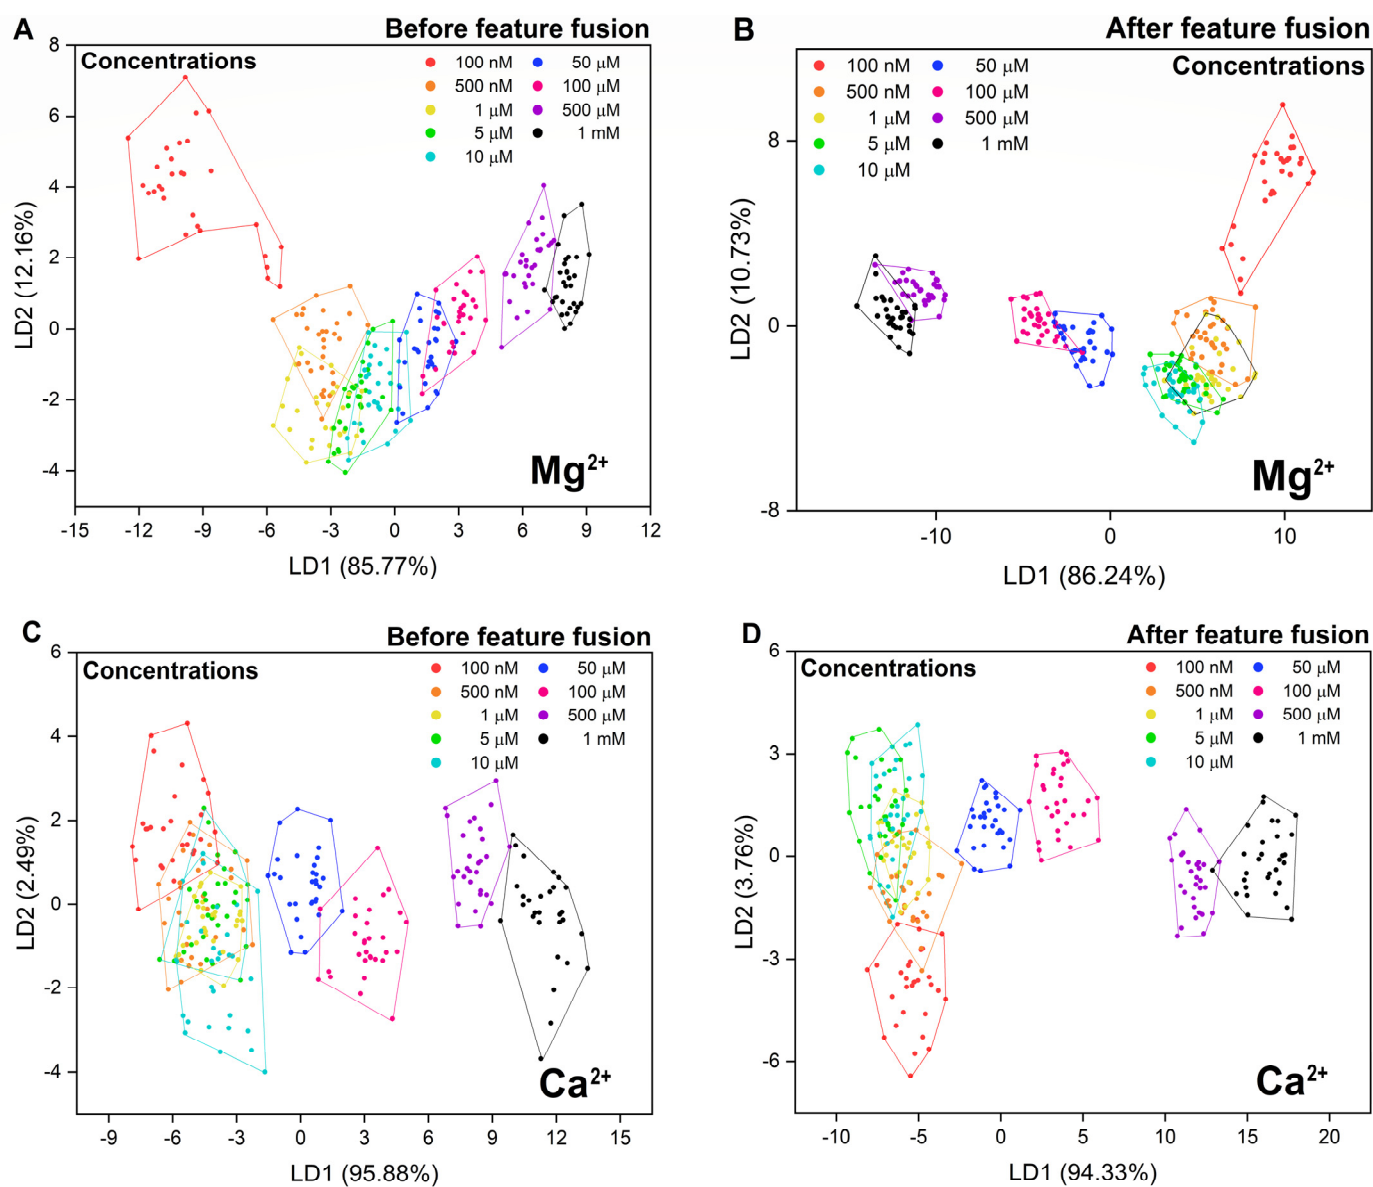 A
Before feature fusion
Concentrations
100 nM
500 nM
1 μM
5 μM
10 μM
50 μM
100 μM
500 μM
1 mM
8
6
4
2
0
-2
-4
LD2 (12.16%)
Mg2+
-15 -12 -9 -6 -3 0 3 6 9 12
LD1 (85.77%)
B
After feature fusion
Concentrations
100 nM
500 nM
1 μM
5 μM
10 μM
50 μM
100 μM
500 μM
1 mM
8
0
-8
LD2 (10.73%)
Mg2+
-10 0 10
LD1 (86.24%)
C
Before feature fusion
Concentrations
100 nM
500 nM
1 μM
5 μM
10 μM
50 μM
100 μM
500 μM
1 mM
6
4
2
0
-2
-4
LD2 (2.49%)
Ca2+
-9 -6 -3 0 3 6 9 12 15
LD1 (95.88%)
D
After feature fusion
Concentrations
100 nM
500 nM
1 μM
5 μM
10 μM
50 μM
100 μM
500 μM
1 mM
6
3
0
-3
-6
LD2 (3.76%)
Ca2+
-10 -5 0 5 10 15 20
LD1 (94.33%)